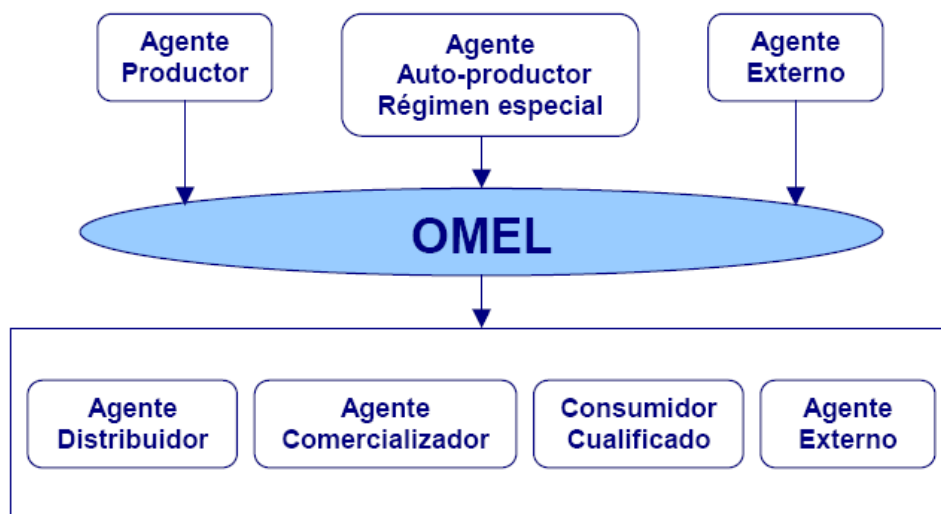 Agente
Productor
Agente
Auto-productor
Régimen especial
Agente
Externo
OMEL
Agente
Distribuidor
Agente
Comercializador
Consumidor
Cualificado
Agente
Externo